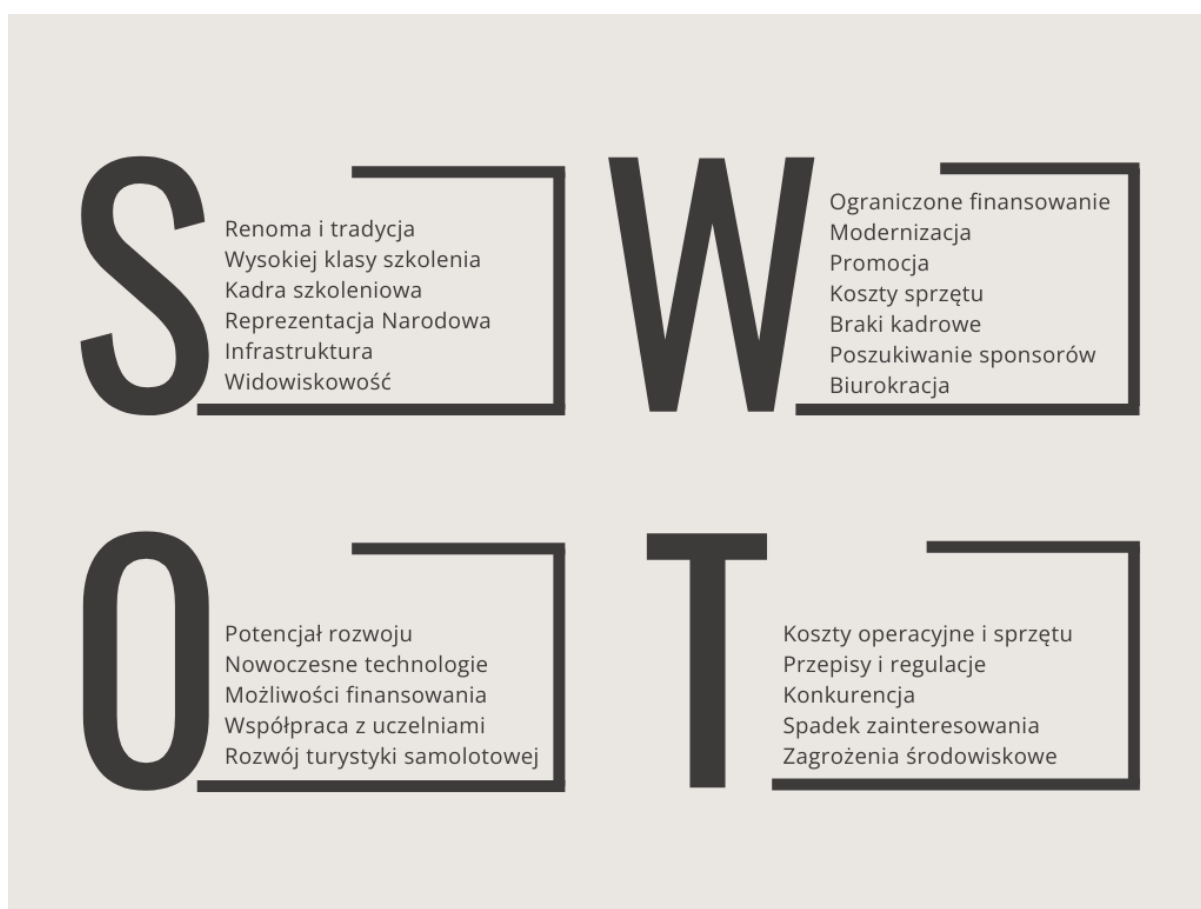 S
Renoma i tradycja
Wysokiej klasy szkolenia
Kadra szkoleniowa
Reprezentacja Narodowa
Infrastruktura
Widowiskowość
W
Ograniczone finansowanie
Modernizacja
Promocja
Koszty sprzętu
Braki kadrowe
Poszukiwanie sponsorów
Biurokracja
O
Potencjał rozwoju
Nowoczesne technologie
Możliwości finansowania
Współpraca z uczelniami
Rozwój turystyki samolotowej
T
Koszty operacyjne i sprzętu
Przepisy i regulacje
Konkurencja
Spadek zainteresowania
Zagrożenia środowiskowe